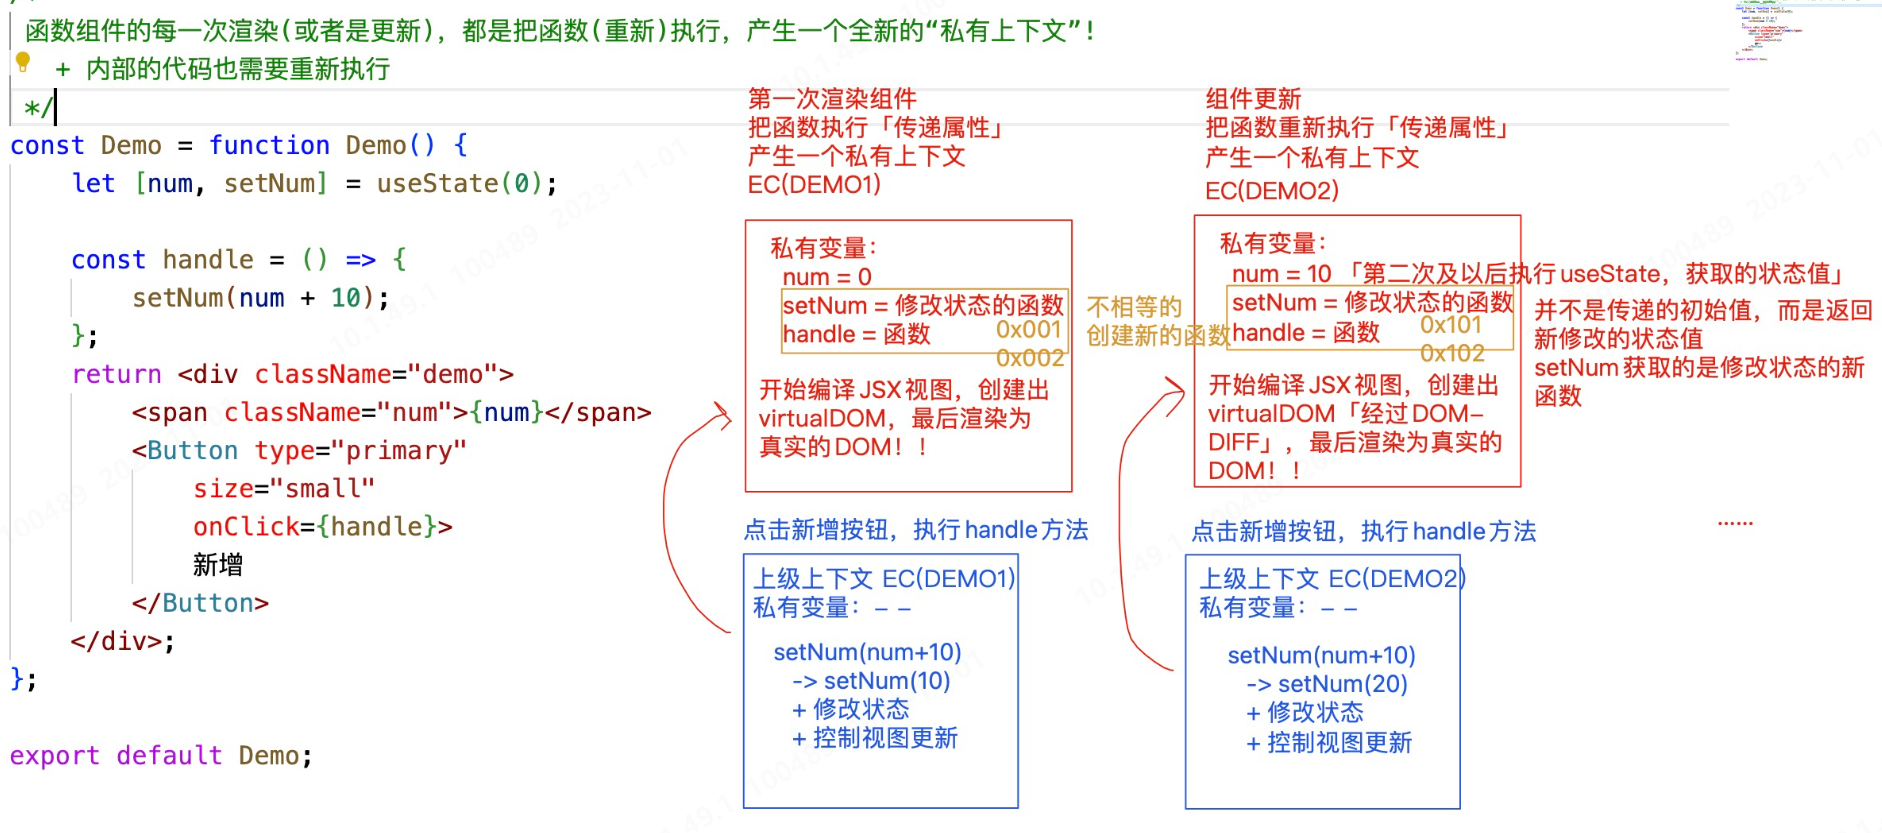 函数组件的每一次渲染(或者是更新)，都是把函数(重新)执行，产生一个全新的“私有上下文”!
+ 内部的代码也需要重新执行
*/
const Demo = function Demo() {
let [num, setNum] = useState(0);
const handle = () => {
setNum(num + 10);
};
return <div className="demo">
<span className="num">{num}</span>
<Button type="primary"
size="small"
onClick={handle}>
新增
</Button>
</div>;
};
export default Demo;
第一次渲染组件
把函数执行「传递属性」
产生一个私有上下文
EC(DEMO1)
私有变量：
num = 0
setNum = 修改状态的函数
handle = 函数
0x001
0x002
开始编译JSX视图，创建出
virtualDOM，最后渲染为
真实的DOM！！
不相等的
创建新的函数
点击新增按钮，执行handle方法
上级上下文 EC(DEMO1)
私有变量：– –
setNum(num+10)
-> setNum(10)
+ 修改状态
+ 控制视图更新
组件更新
把函数重新执行「传递属性」
产生一个私有上下文
EC(DEMO2)
私有变量：
num = 10 「第二次及以后执行useState，获取的状态值」
setNum = 修改状态的函数
handle = 函数
0x101
0x102
并不是传递的初始值，而是返回
新修改的状态值
setNum获取的是修改状态的新
函数
开始编译JSX视图，创建出
virtualDOM「经过DOM-
DIFF」，最后渲染为真实的
DOM！！
点击新增按钮，执行handle方法
上级上下文 EC(DEMO2)
私有变量：– –
setNum(num+10)
-> setNum(20)
+ 修改状态
+ 控制视图更新
……